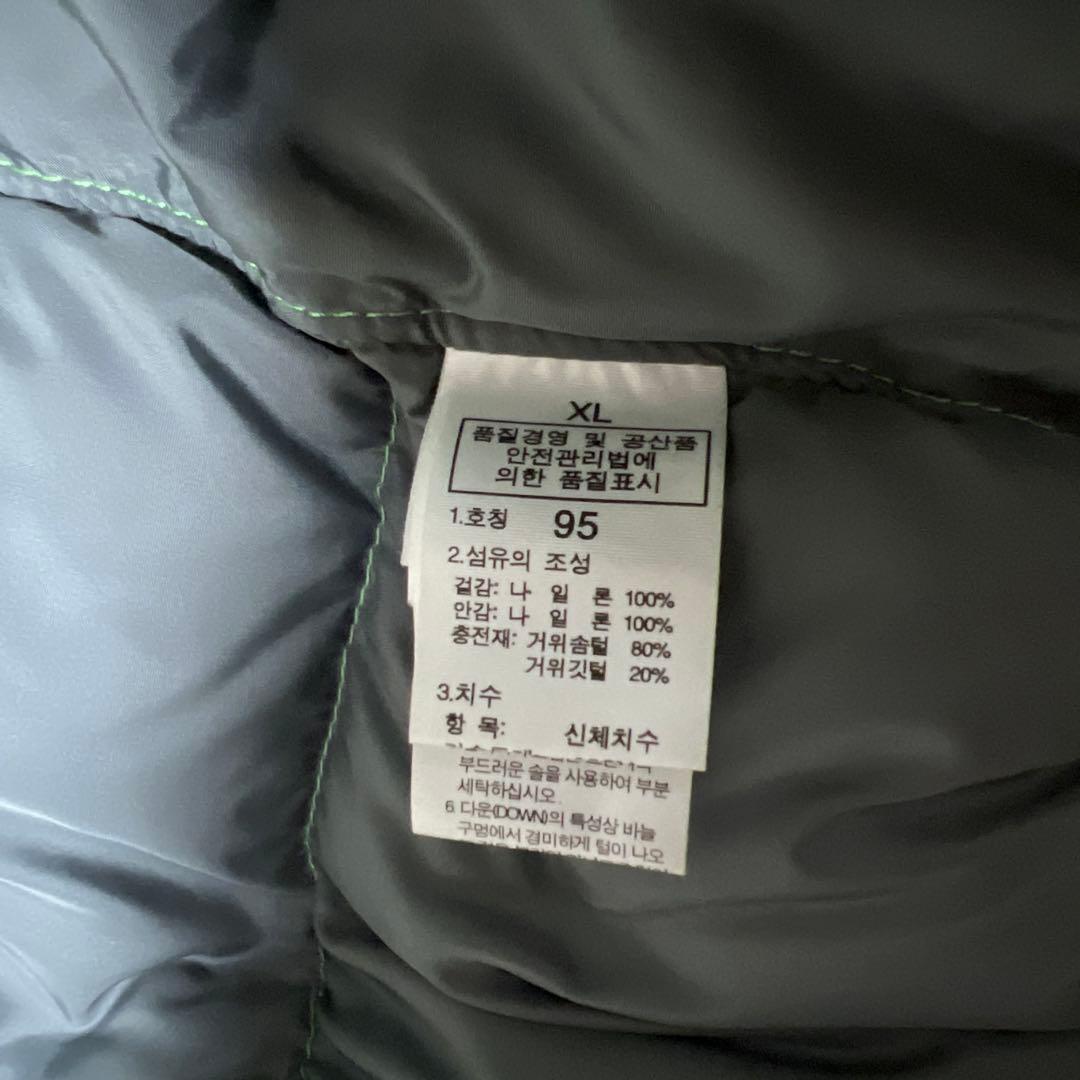 XL
품질경영 및 공산품
안전관리법에
의한 품질표시
1.호칭 95
2.섬유의 조성
겉감: 나 일 론 100%
안감: 나 일 론 100%
충전재: 거위솜털 80%
거위깃털 20%
3.치수
항 목: 신체치수
부드러운 솔을 사용하여 부분
세탁하십시오.
6. 다운(DOWN)의 특성상 바늘
구멍에서 경미하게 털이 나오